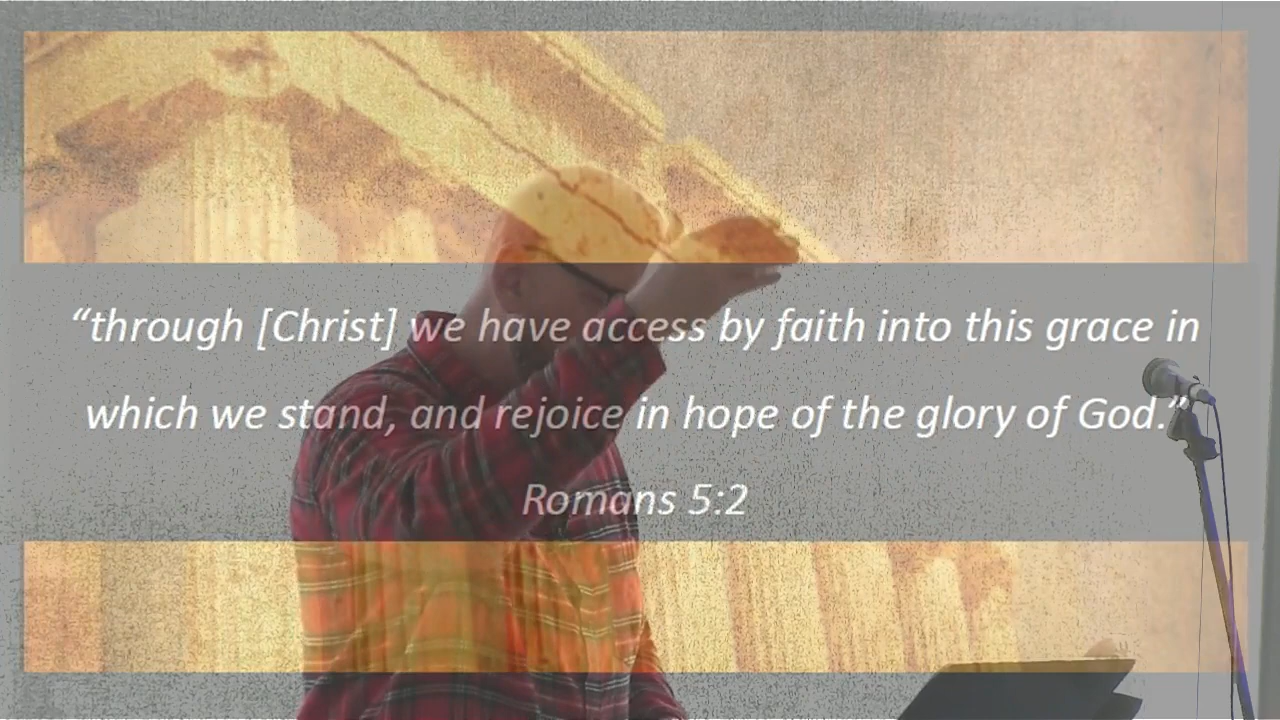 “through [Christ] we have access by faith into this grace in
which we stand, and rejoice in hope of the glory of God.”
Romans 5:2